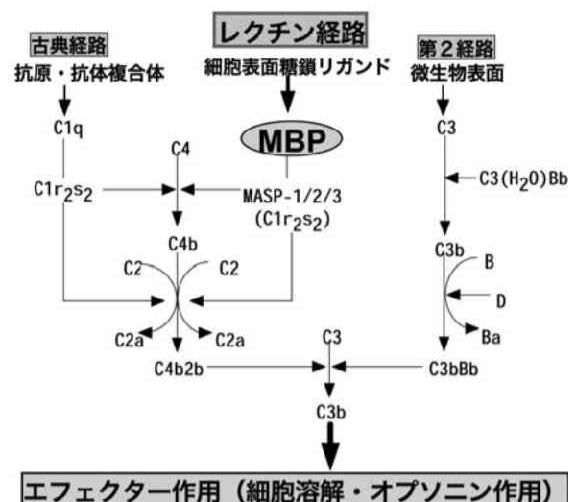 古典経路
抗原・抗体複合体
C1q
C1r2s2
レクチン経路
細胞表面糖鎖リガンド
MBP
C4
MASP-1/2/3
(C1r2s2)
C4b
C2
C2
C2a
C2a
C4b2b
第2経路
微生物表面
C3
C3(H2O)Bb
C3b
B
D
Ba
C3bBb
C3
C3b
エフェクター作用（細胞溶解・オプソニン作用）